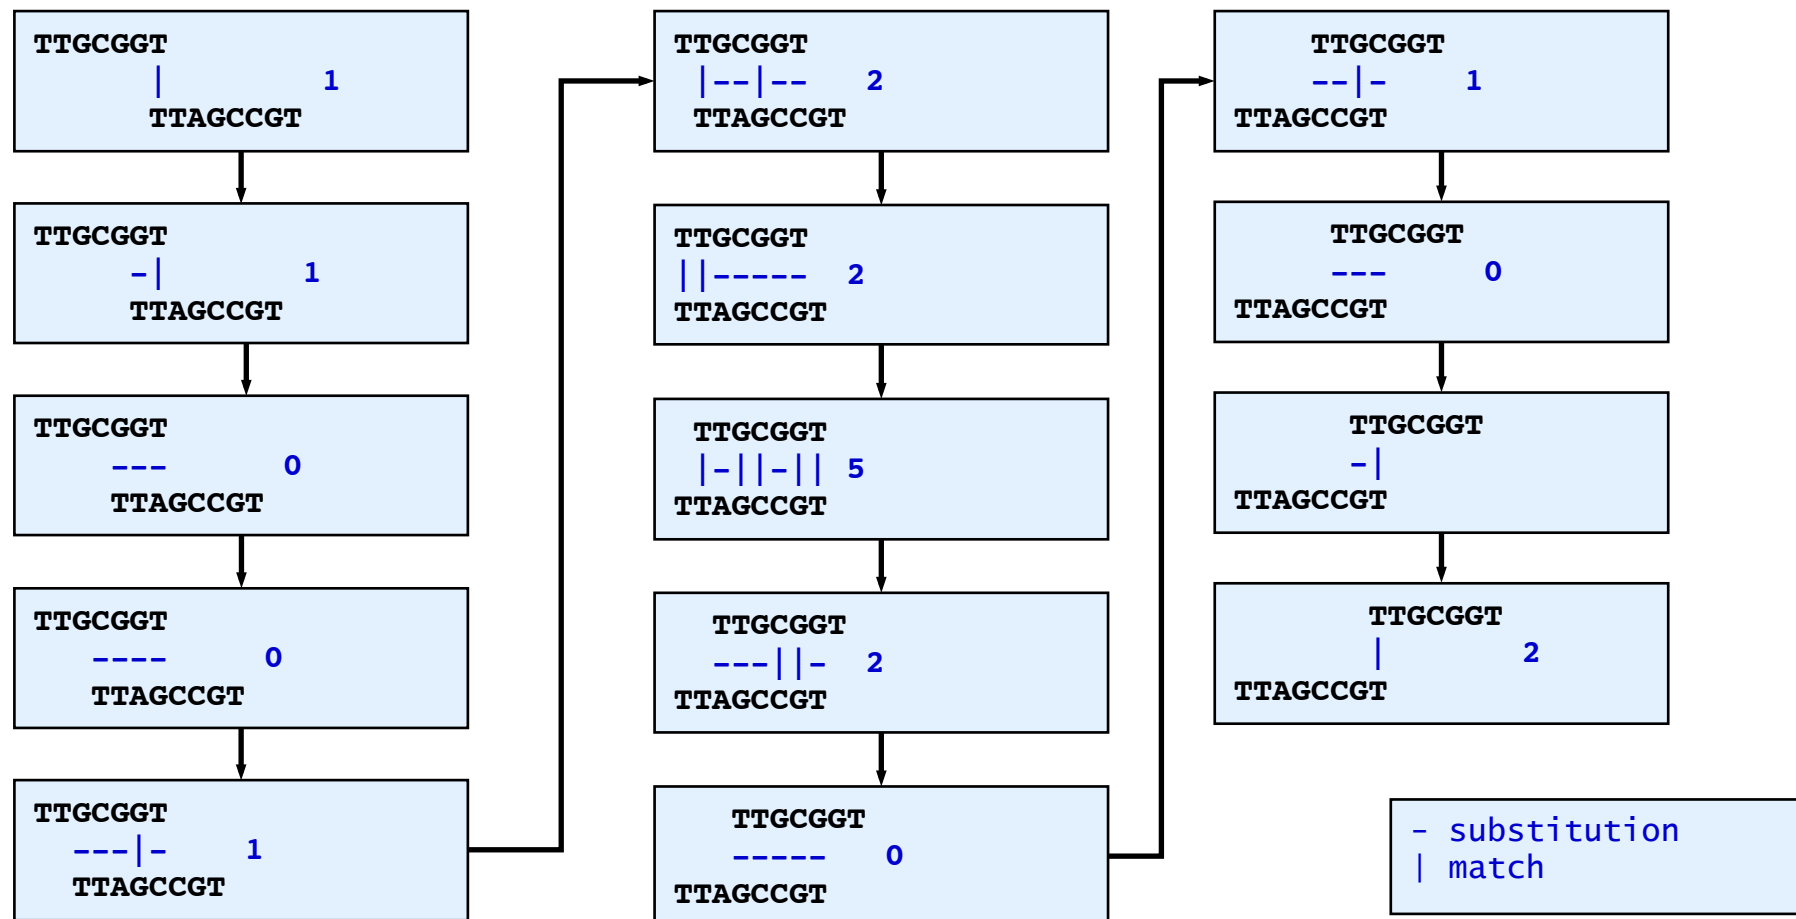 TTGCGGT
| 1
TTAGCCGT
TTGCGGT
-| 1
TTAGCCGT
TTGCGGT
--- 0
TTAGCCGT
TTGCGGT
---- 0
TTAGCCGT
TTGCGGT
---|- 1
TTAGCCGT
TTGCGGT
|--|-- 2
TTAGCCGT
TTGCGGT
||----- 2
TTAGCCGT
TTGCGGT
|-||-|| 5
TTAGCCGT
TTGCGGT
---||- 2
TTAGCCGT
TTGCGGT
----- 0
TTAGCCGT
TTGCGGT
--|- 1
TTAGCCGT
TTGCGGT
--- 0
TTAGCCGT
TTGCGGT
-|
TTAGCCGT
TTGCGGT
| 2
TTAGCCGT
- substitution
| match